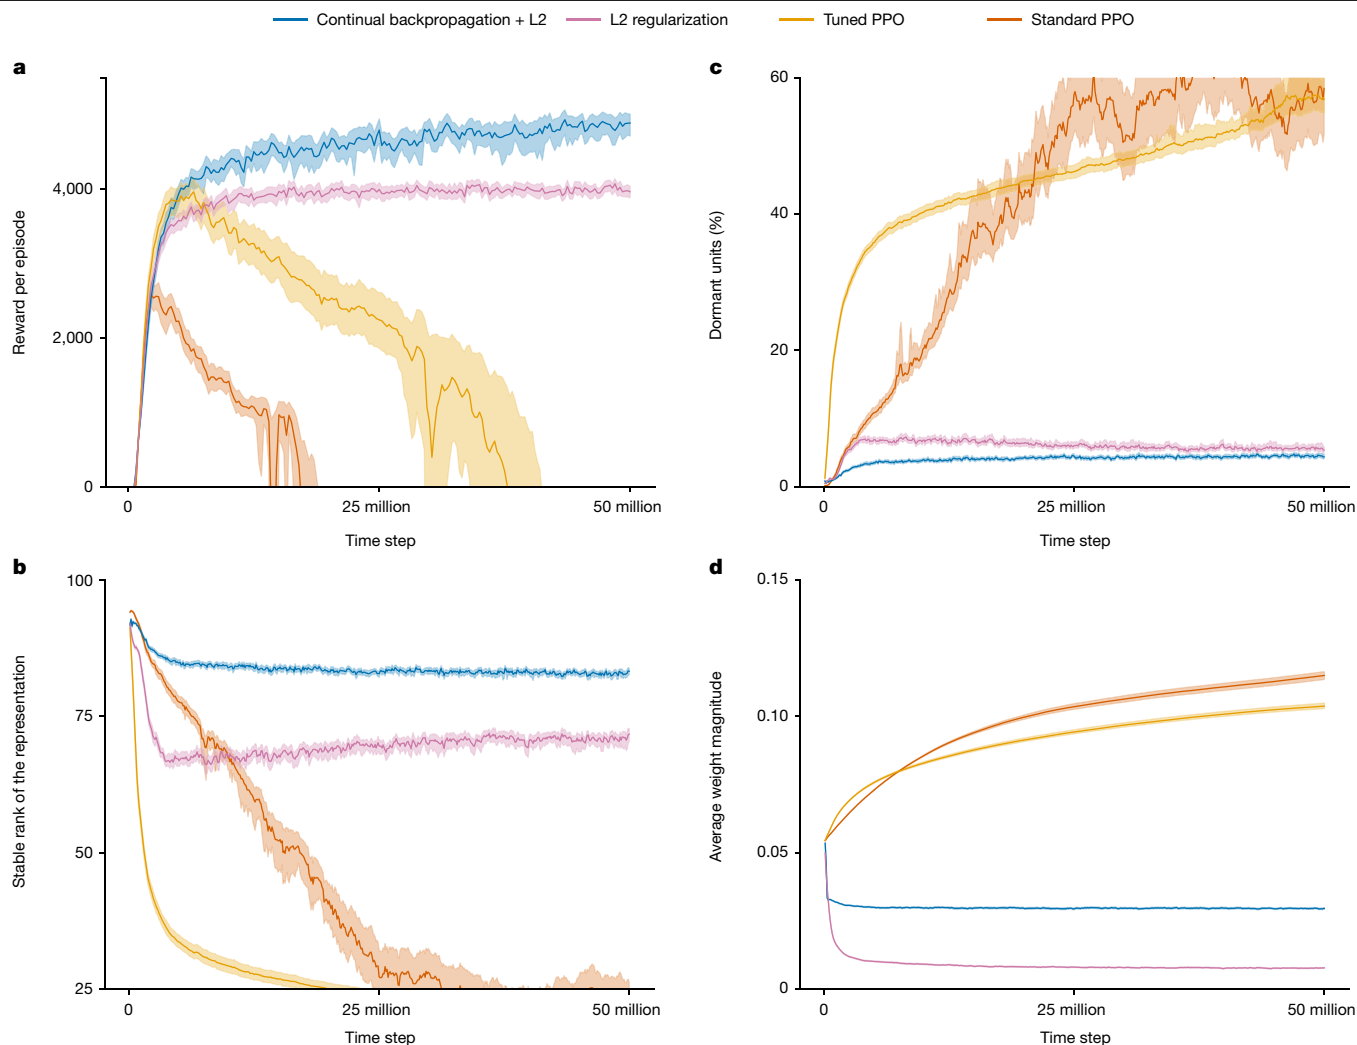 Continual backpropagation + L2 L2 regularization Tuned PPO Standard PPO
a
Reward per episode
4,000
2,000
0
0 25 million 50 million
Time step
c
Dormant units (%)
60
40
20
0
0 25 million 50 million
Time step
b
Stable rank of the representation
100
75
50
25
0 25 million 50 million
Time step
d
Average weight magnitude
0.15
0.10
0.05
0
0 25 million 50 million
Time step